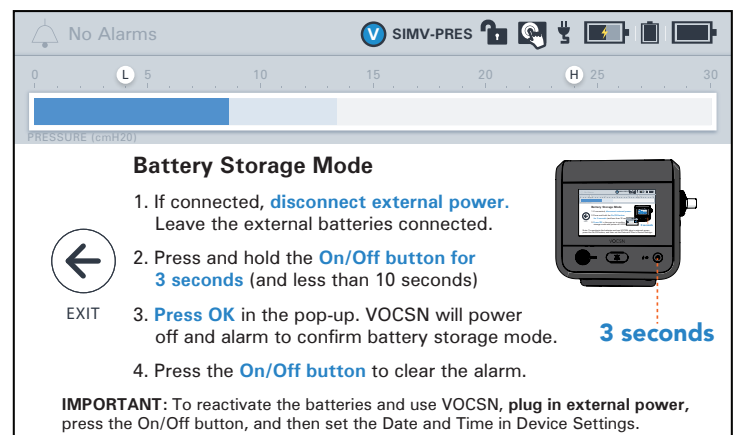 No Alarms
V SIMV-PRES
0 L 5 10 15 20 H 25 30
PRESSURE (cmH20)
Battery Storage Mode
1. If connected, disconnect external power.
Leave the external batteries connected.
2. Press and hold the On/Off button for
3 seconds (and less than 10 seconds)
EXIT
3. Press OK in the pop-up. VOCSN will power
off and alarm to confirm battery storage mode.
3 seconds
4. Press the On/Off button to clear the alarm.
IMPORTANT: To reactivate the batteries and use VOCSN, plug in external power,
press the On/Off button, and then set the Date and Time in Device Settings.
Battery Storage Mode
VOCSN